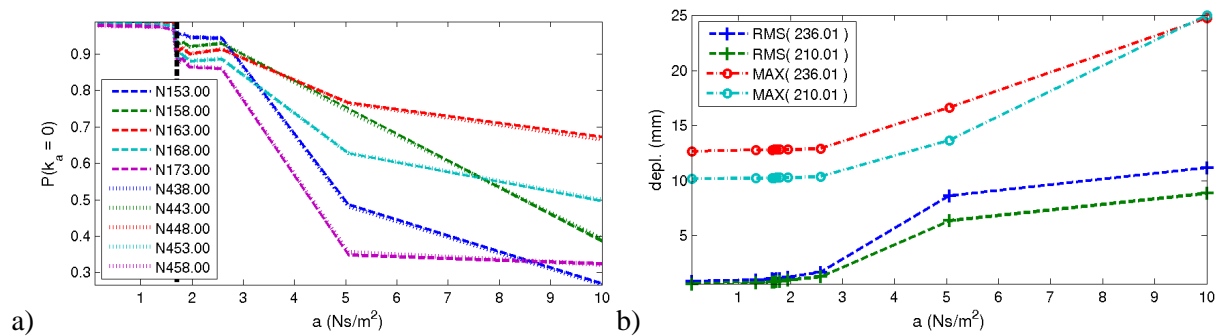 0.9
0.8
0.7
0.6
0.5
0.4
0.3
P(k_a = 0)
N153.00
N158.00
N163.00
N168.00
N173.00
N438.00
N443.00
N448.00
N453.00
N458.00
1 2 3 4 5 6 7 8 9 10
a (Ns/m²)
a)
25
20
15
10
5
depl. (mm)
RMS( 236.01 )
RMS( 210.01 )
MAX( 236.01 )
MAX( 210.01 )
1 2 3 4 5 6 7 8 9 10
a (Ns/m²)
b)